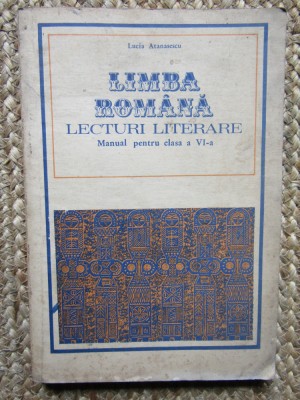 Lucia Atanasescu
LIMBA
ROMÂNĂ
LECTURI LITERARE
Manual pentru clasa a VI-a